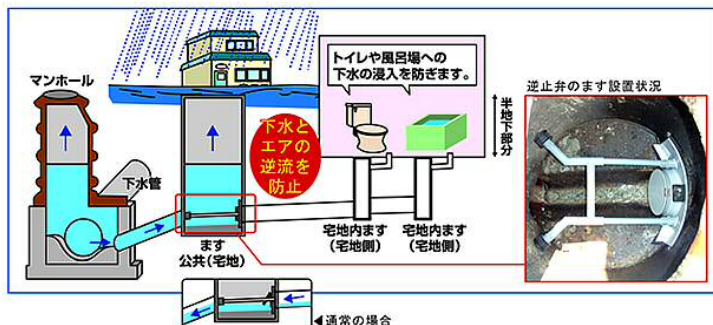 トイレや風呂場への
下水の浸入を防ぎます。
マンホール
逆止弁のます設置状況
半地下部分
下水と
エアの
逆流を
防止
下水管
ます
公共(宅地)
宅地内ます
(宅地側)
宅地内ます
(宅地側)
◀通常の場合